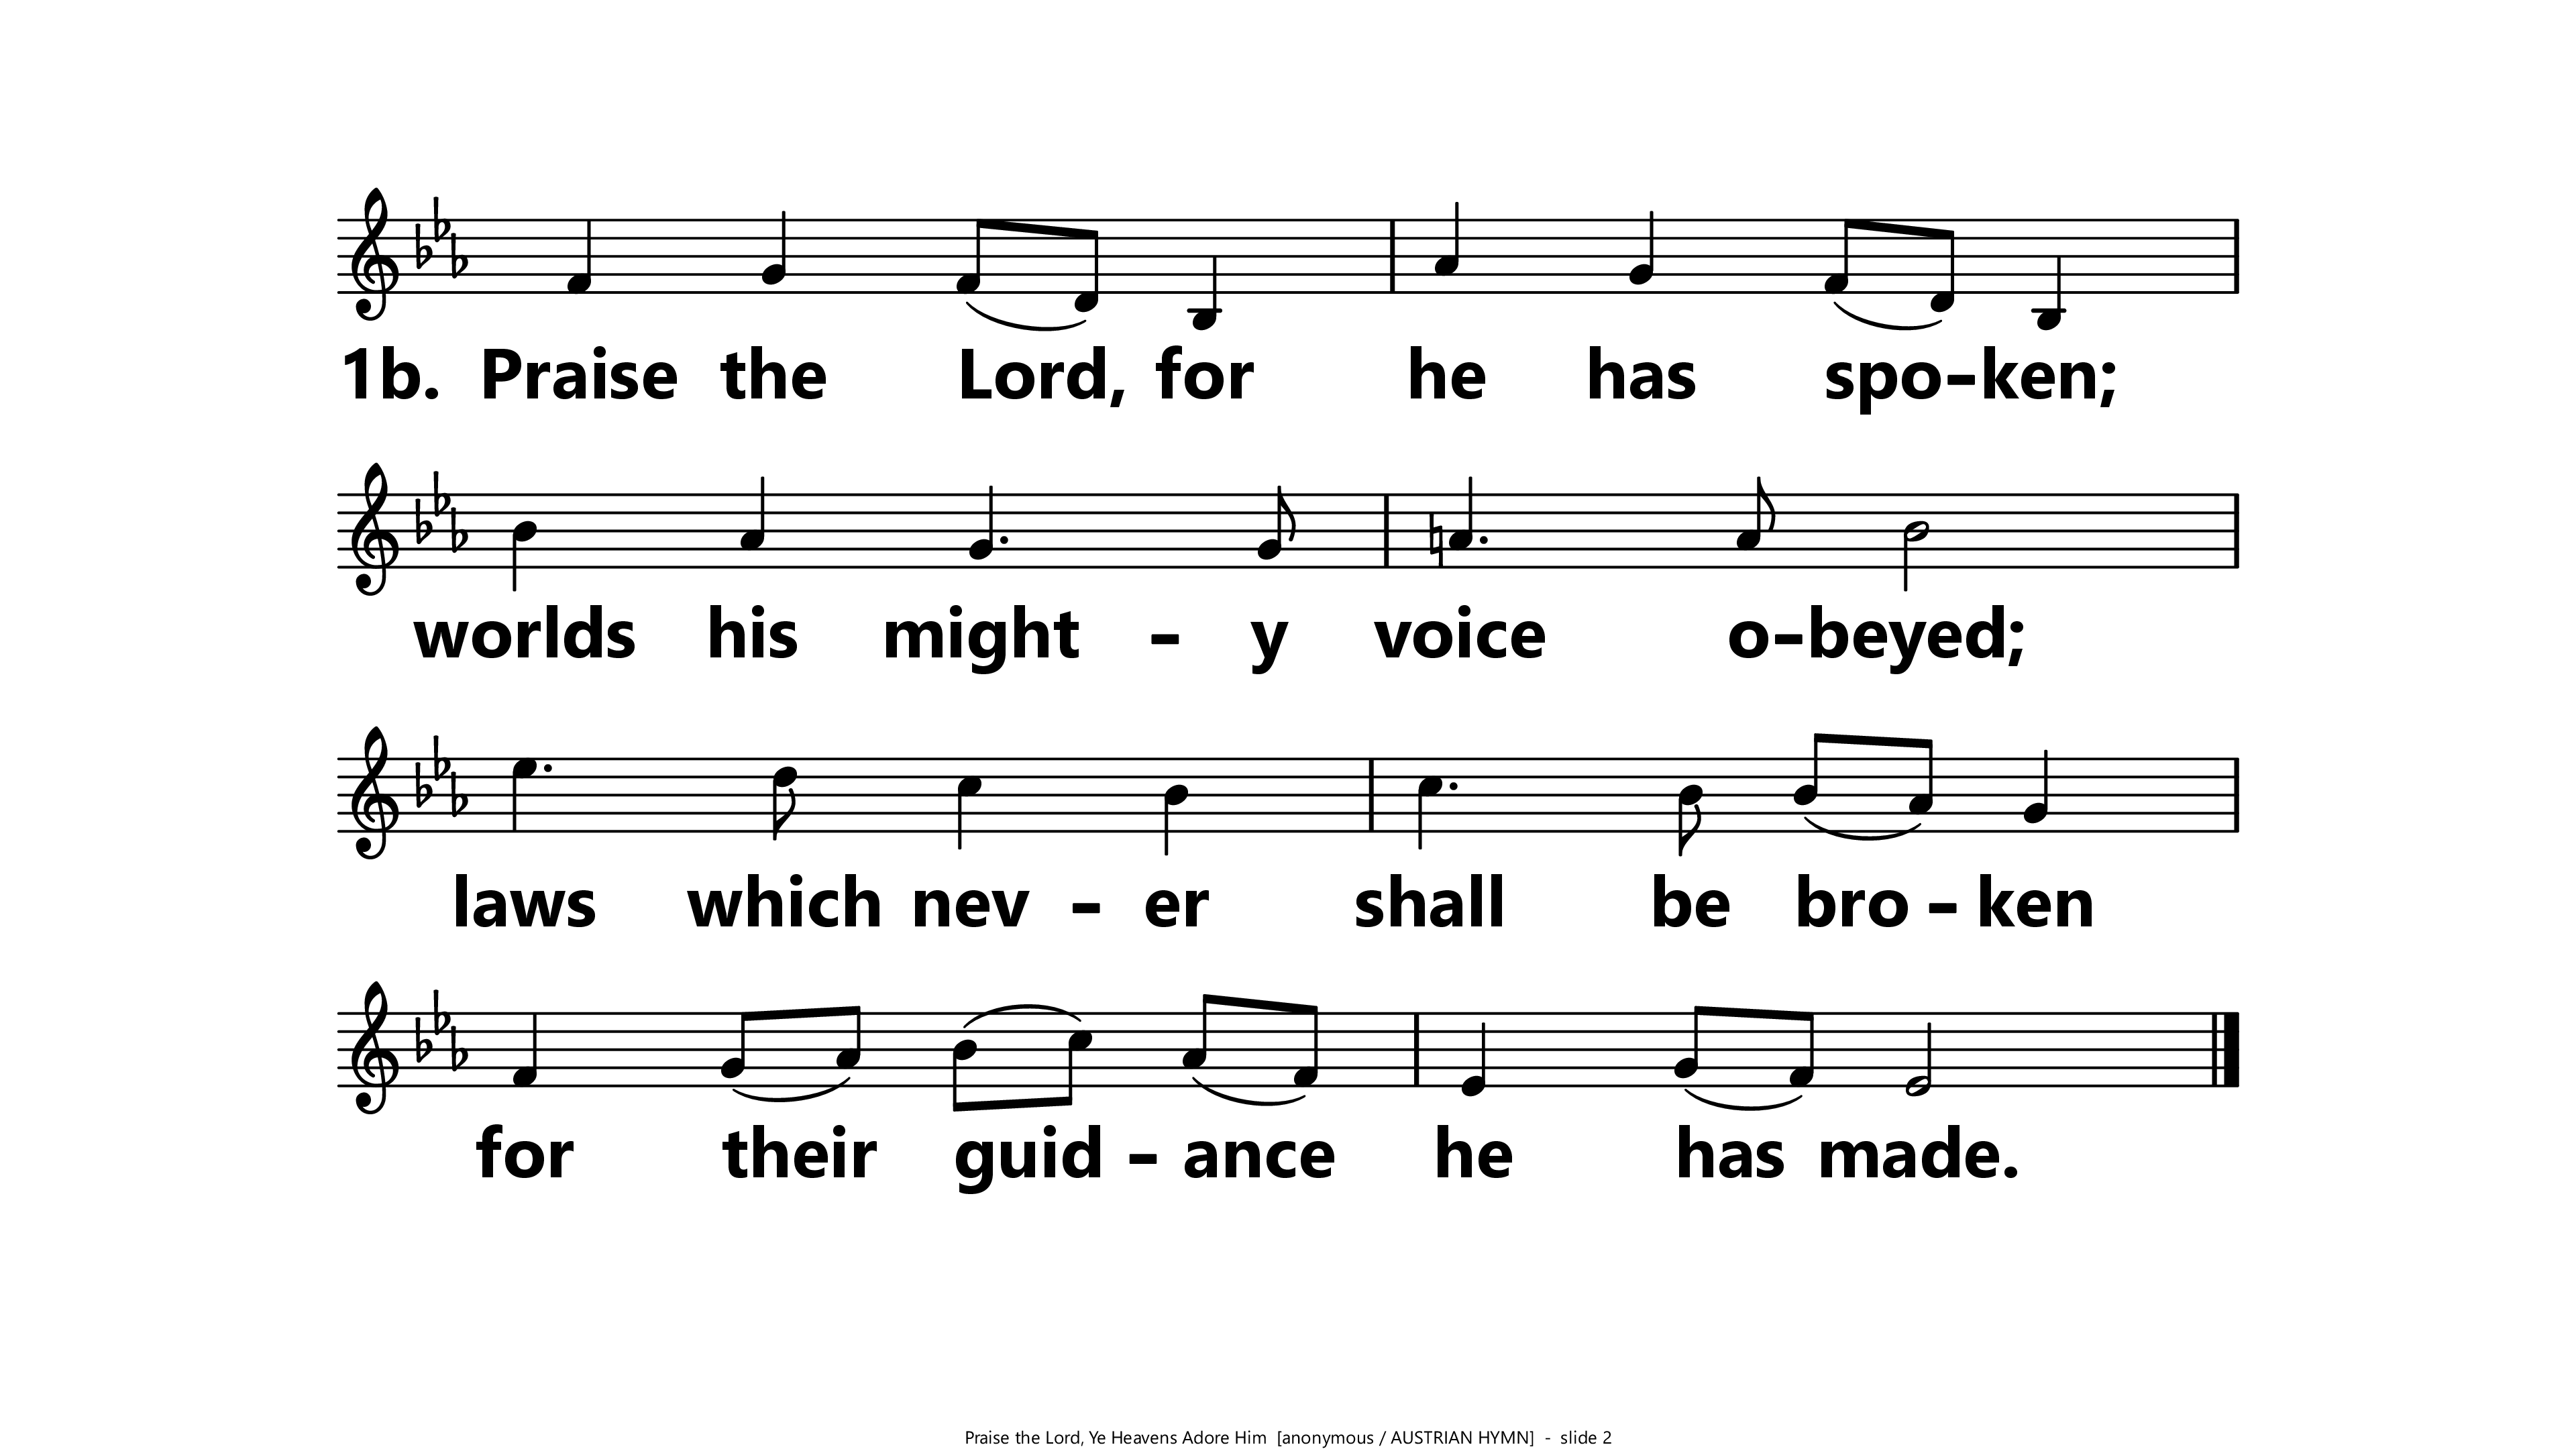 1b. Praise the Lord, for he has spo-ken;
worlds his might - y voice o-beyed;
laws which nev - er shall be bro - ken
for their guid - ance he has made.
Praise the Lord, Ye Heavens Adore Him [anonymous / AUSTRIAN HYMN] - slide 2